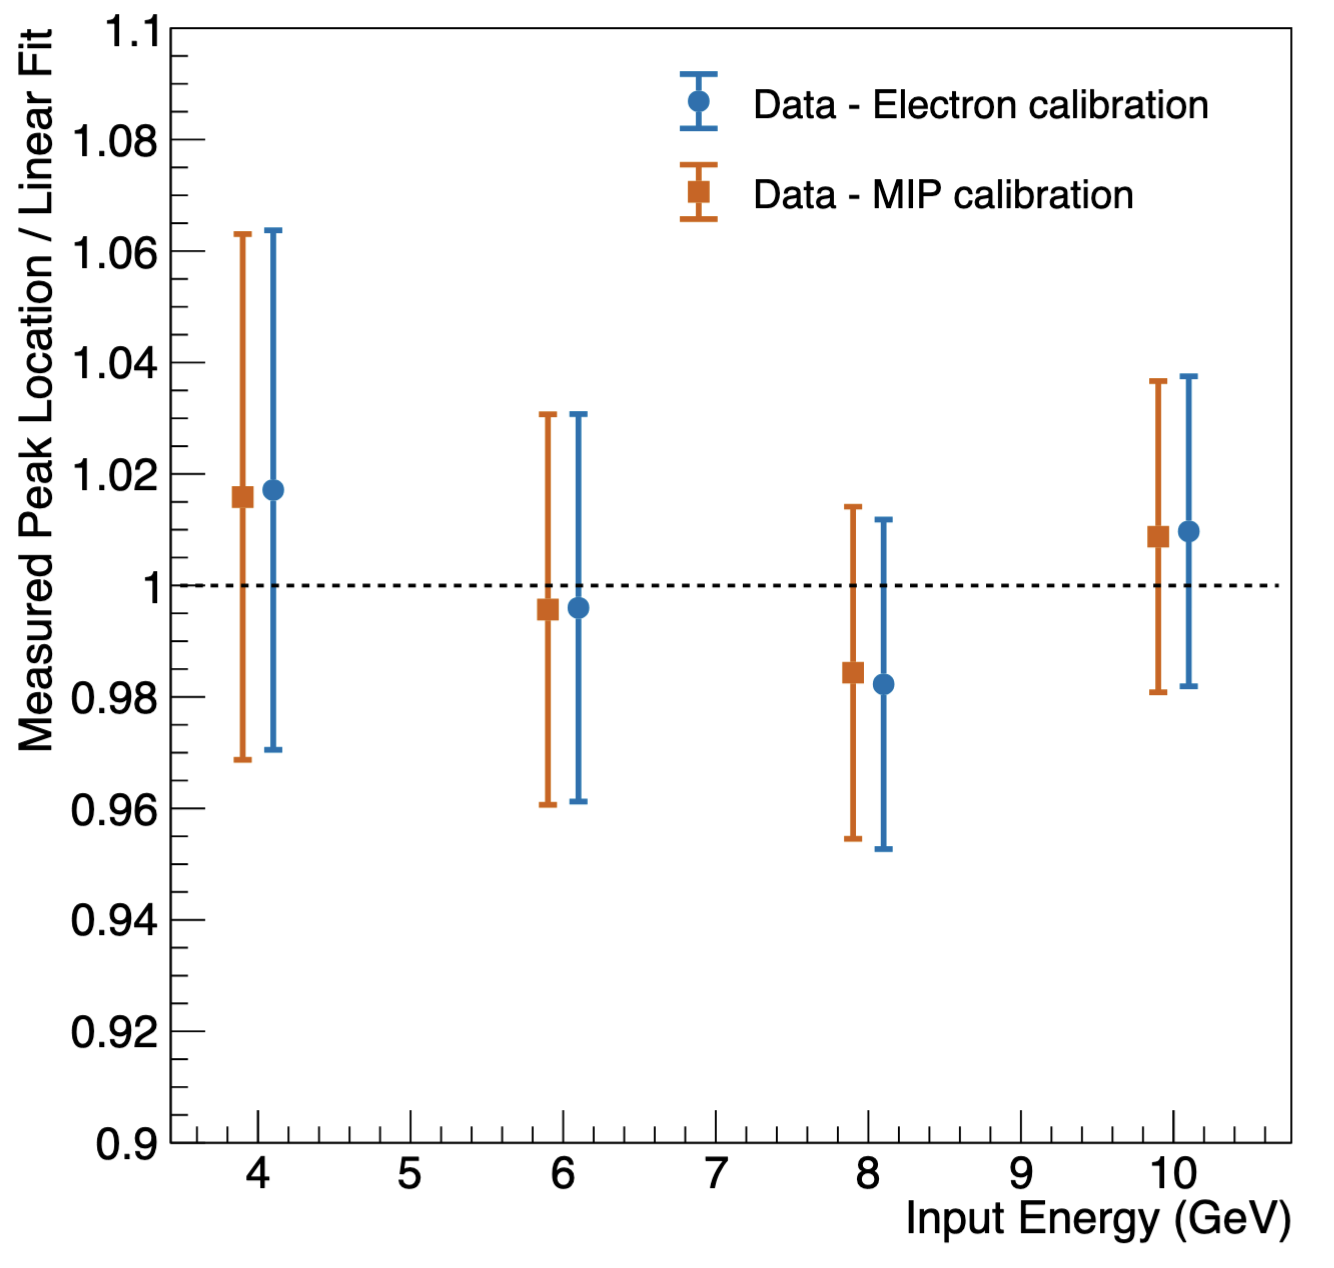 Measured Peak Location / Linear Fit
1.1
1.08
1.06
1.04
1.02
1
0.98
0.96
0.94
0.92
0.9
Data - Electron calibration
Data - MIP calibration
4 5 6 7 8 9 10
Input Energy (GeV)